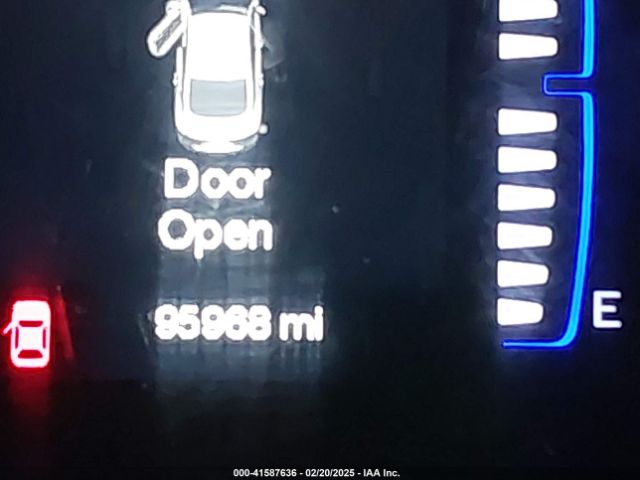 Door
Open
95968 mi
E
000-41587636 - 02/20/2025 - IAA Inc.